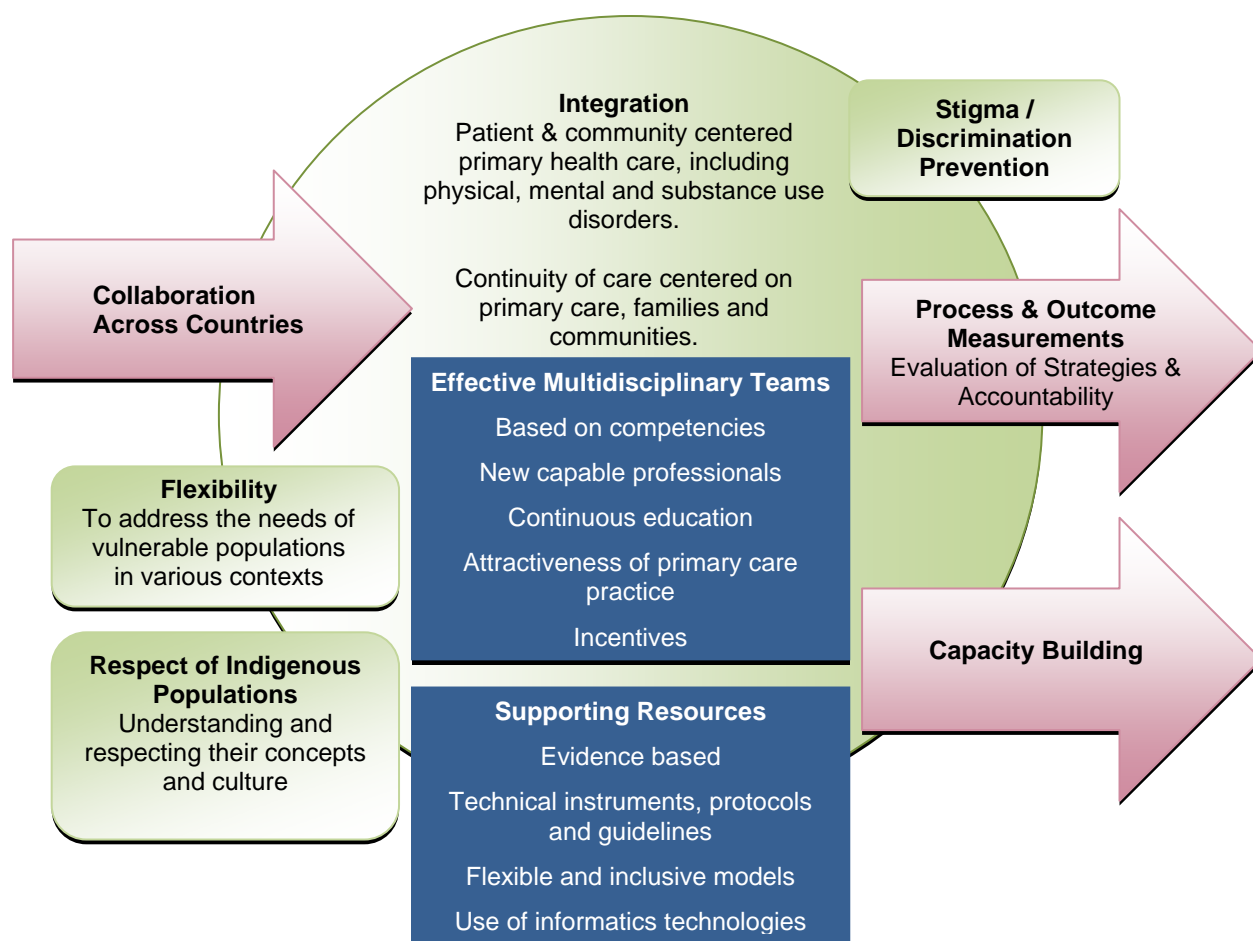 Integration
Patient & community centered
primary health care, including
physical, mental and substance use
disorders.
Continuity of care centered on
primary care, families and
communities.
Stigma /
Discrimination
Prevention
Collaboration
Across Countries
Process & Outcome
Measurements
Evaluation of Strategies &
Accountability
Effective Multidisciplinary Teams
Based on competencies
New capable professionals
Continuous education
Attractiveness of primary care
practice
Incentives
Flexibility
To address the needs of
vulnerable populations
in various contexts
Respect of Indigenous
Populations
Understanding and
respecting their concepts
and culture
Capacity Building
Supporting Resources
Evidence based
Technical instruments, protocols
and guidelines
Flexible and inclusive models
Use of informatics technologies